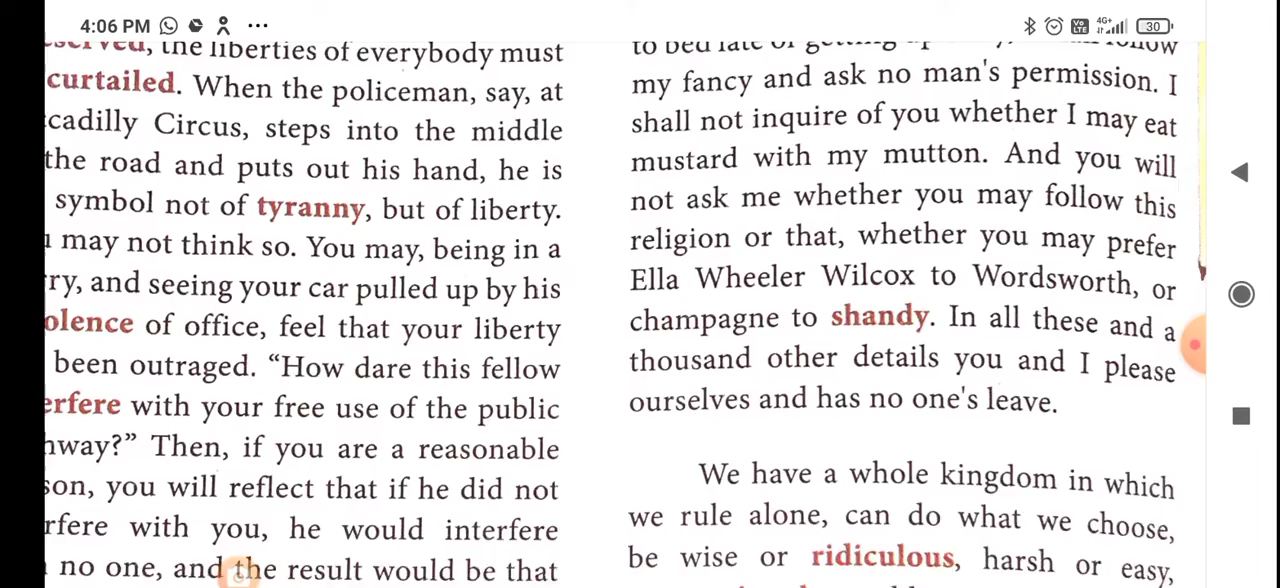 4:06 PM
4G+
Vo LTE
30
the liberties of everybody must
curtailed. When the policeman, say, at
Circus, steps into the middle
the road and puts out his hand, he is
symbol not of tyranny, but of liberty.
may not think so. You may, being in a
and seeing your car pulled up by his
of office, feel that your liberty
been outraged. “How dare this fellow
with your free use of the public
Then, if you are a reasonable
you will reflect that if he did not
with you, he would interfere
no one, and the result would be that
to bed late or
my fancy and ask no man's permission. I
shall not inquire of you whether I may eat
mustard with my mutton. And you will
not ask me whether you may follow this
religion or that, whether you may prefer
Ella Wheeler Wilcox to Wordsworth, or
champagne to shandy. In all these and a
thousand other details you and I please
ourselves and has no one's leave.
We have a whole kingdom in which
we rule alone, can do what we choose,
be wise or ridiculous, harsh or easy,